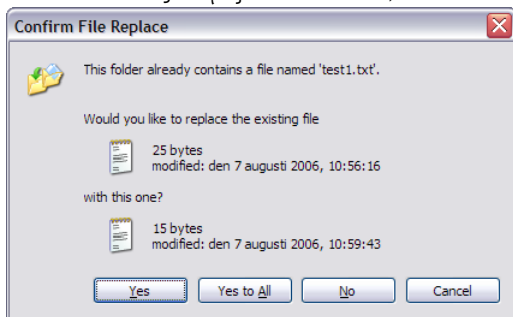 Confirm File Replace
This folder already contains a file named 'test1.txt'.
Would you like to replace the existing file
25 bytes
modified: den 7 augusti 2006, 10:56:16
with this one?
15 bytes
modified: den 7 augusti 2006, 10:59:43
Yes Yes to All No Cancel